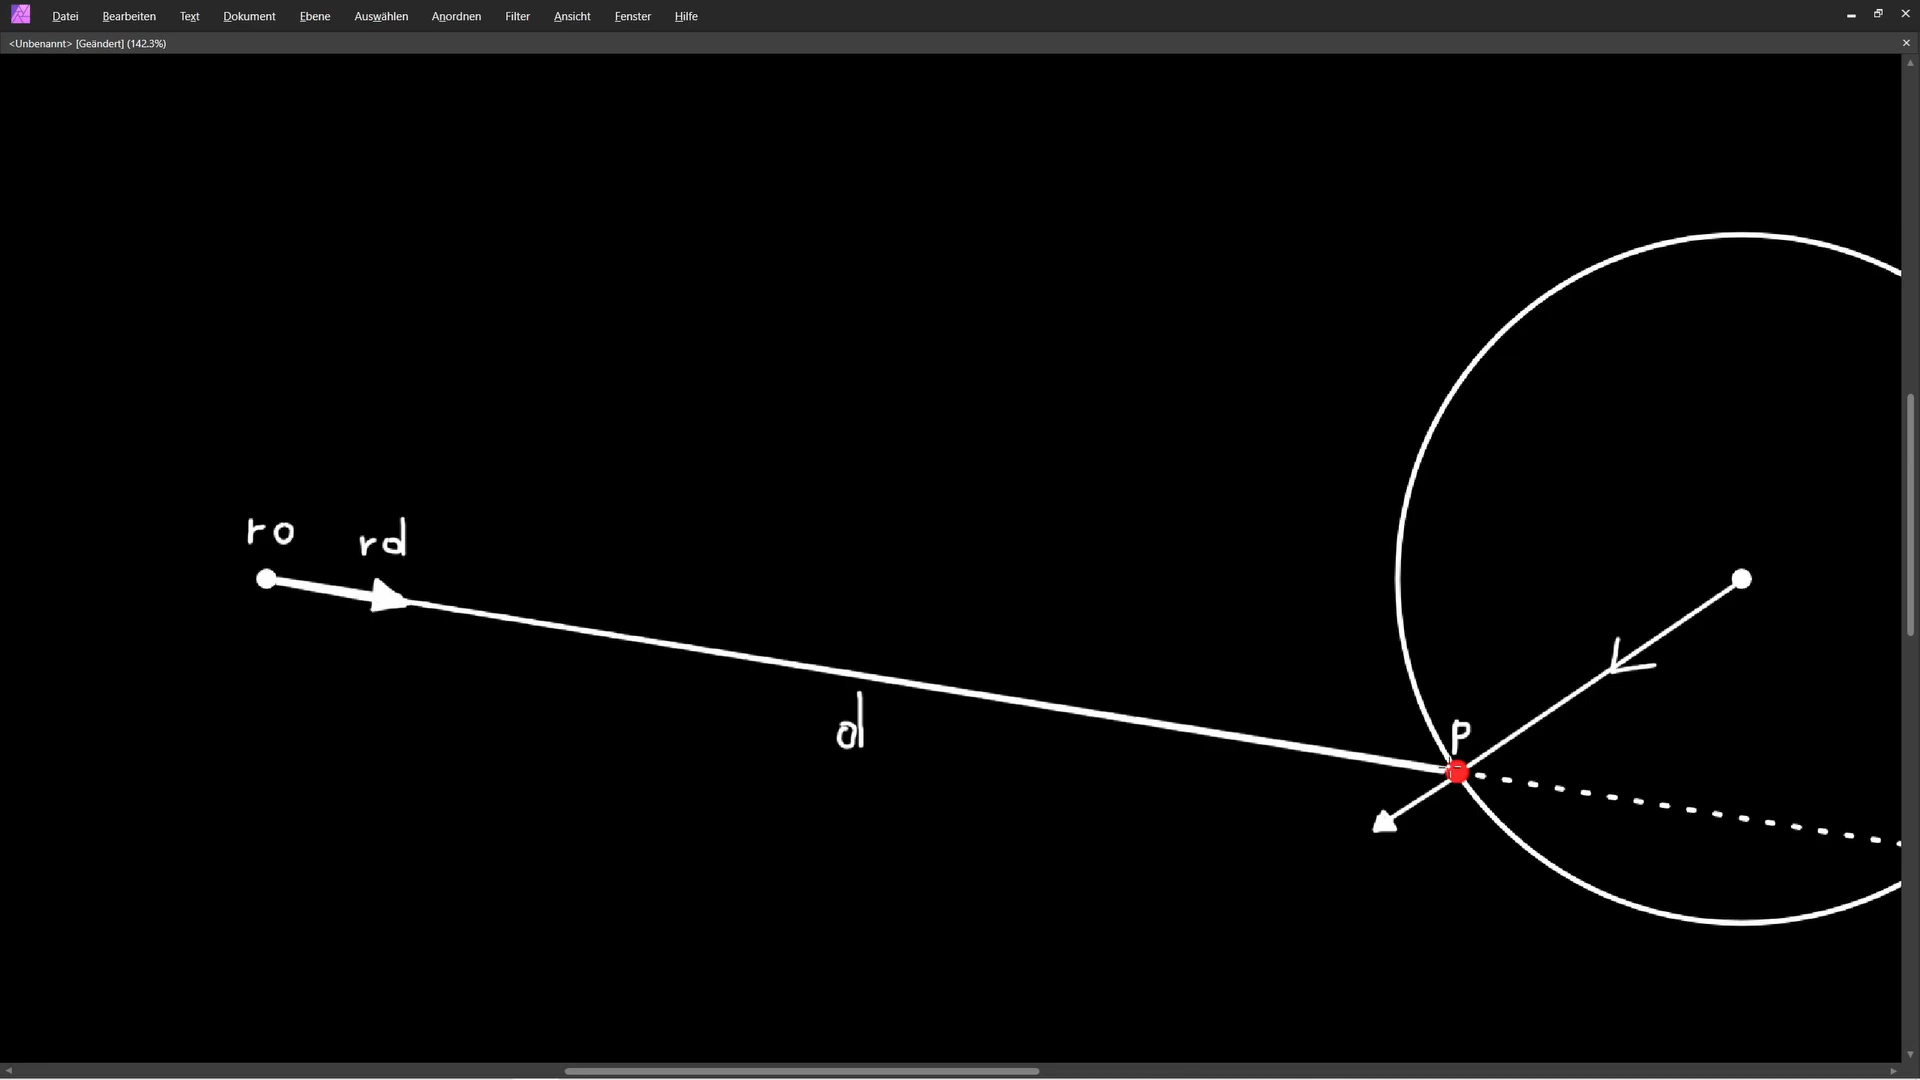 Datei Bearbeiten Text Dokument Ebene Auswählen Anordnen Filter Ansicht Fenster Hilfe
<Unbenannt> [Geändert] (142.3%)
ro rd
d
p